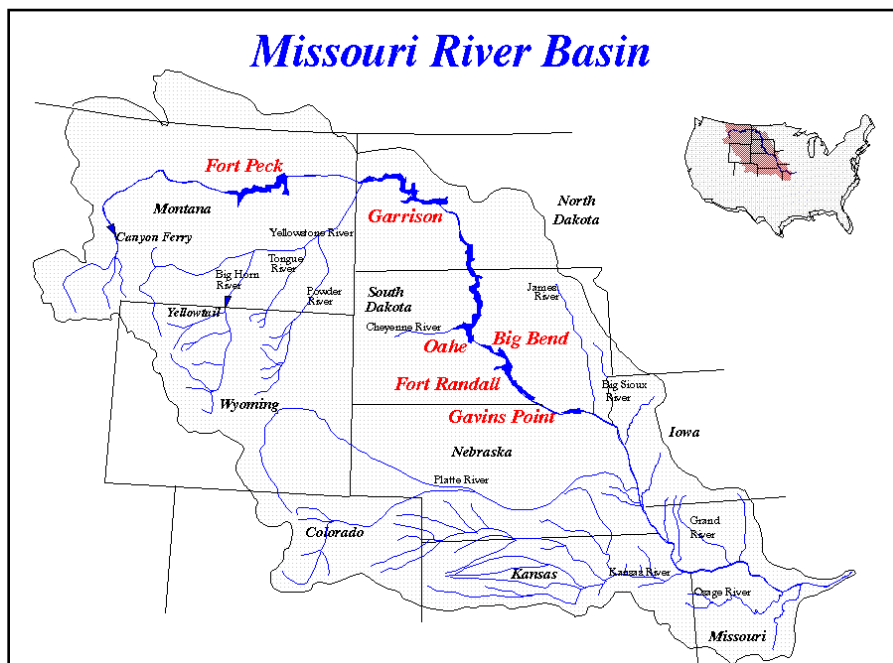 Missouri River Basin
Fort Peck
Montana
Canyon Ferry
Yellowstone River
Tongue
River
Big Horn
River
Powder
River
Yellowtail
Wyoming
Garrison
North
Dakota
South
Dakota
Cheyenne River
Oahe
Big Bend
James
River
Fort Randall
Gavins Point
Big Sioux
River
Iowa
Nebraska
Platte River
Colorado
Kansas
Kansas River
Grand
River
Osage River
Missouri